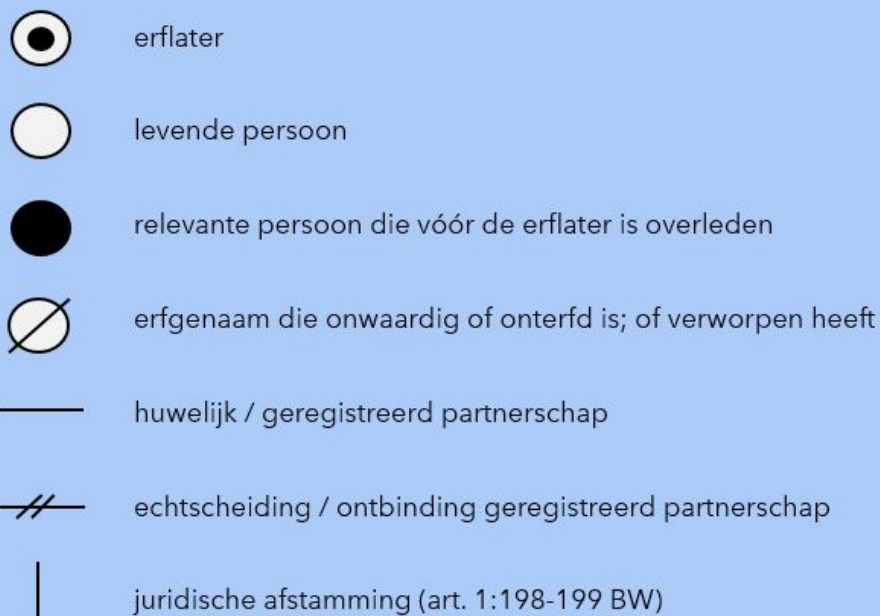 erflater
levende persoon
relevante persoon die vóór de erflater is overleden
erfgenaam die onwaardig of onterfd is; of verworpen heeft
huwelijk / geregistreerd partnerschap
echtscheiding / ontbinding geregistreerd partnerschap
juridische afstamming (art. 1:198-199 BW)